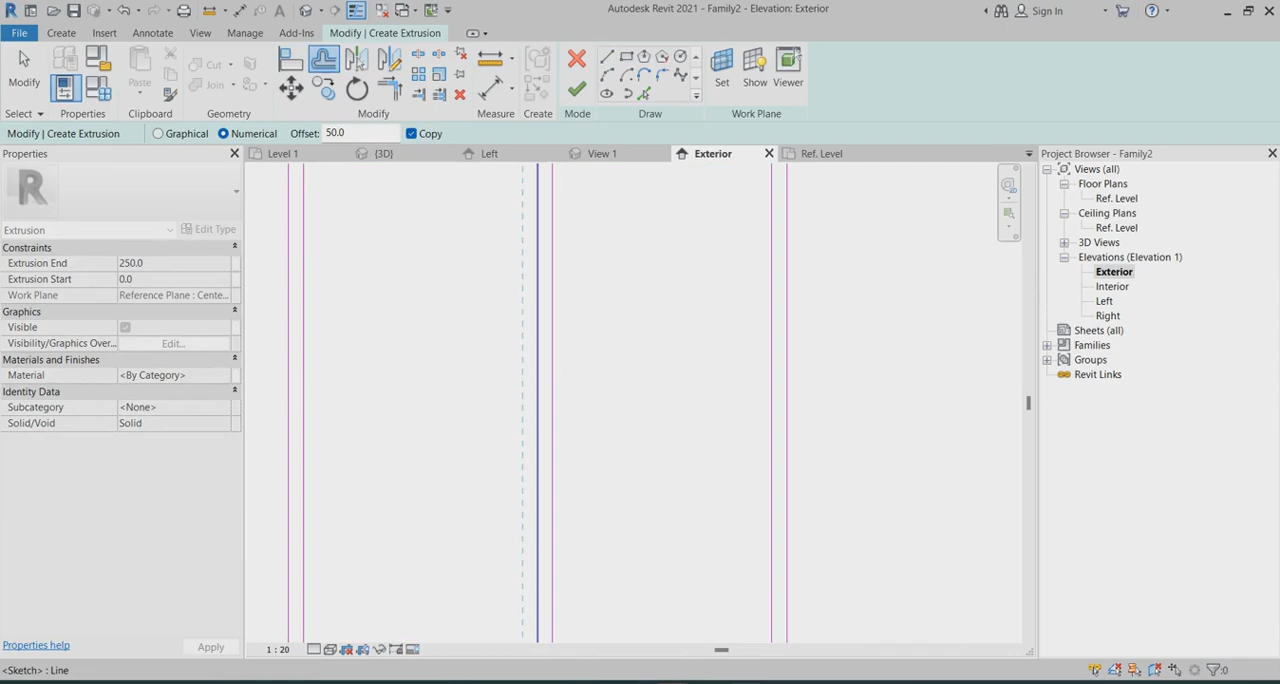 Autodesk Revit 2021 - Family2 - Elevation: Exterior
Sign In
File Create Insert Annotate View Manage Add-Ins Modify | Create Extrusion
Modify
Paste
Cut
Join
Set Show Viewer
Select Properties Clipboard Geometry Modify Measure Create Mode Draw Work Plane
Modify | Create Extrusion Graphical Numerical Offset: 50.0 Copy
Properties
Level 1 {3D} Left View 1 Exterior Ref. Level
Project Browser - Family2
R
Extrusion Edit Type
Constraints
Extrusion End 250.0
Extrusion Start 0.0
Work Plane Reference Plane : Cente...
Graphics
Visible
Visibility/Graphics Over... Edit...
Materials and Finishes
Material <By Category>
Identity Data
Subcategory <None>
Solid/Void Solid
Views (all)
Floor Plans
Ref. Level
Ceiling Plans
Ref. Level
3D Views
Elevations (Elevation 1)
Exterior
Interior
Left
Right
Sheets (all)
Families
Groups
Revit Links
Properties help Apply
1 : 20
<Sketch> : Line
:0